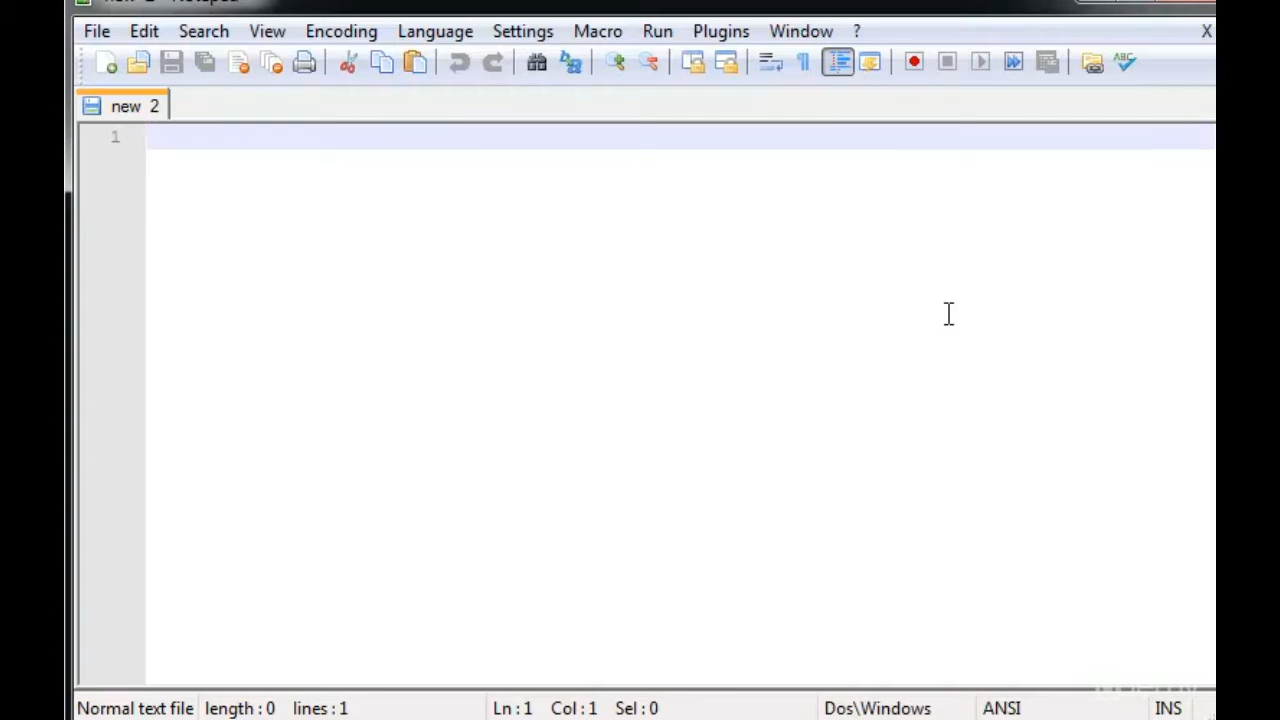 File Edit Search View Encoding Language Settings Macro Run Plugins Window ? X
ABC
new 2
1
Normal text file length : 0 lines : 1 Ln : 1 Col : 1 Sel : 0 Dos\Windows ANSI INS